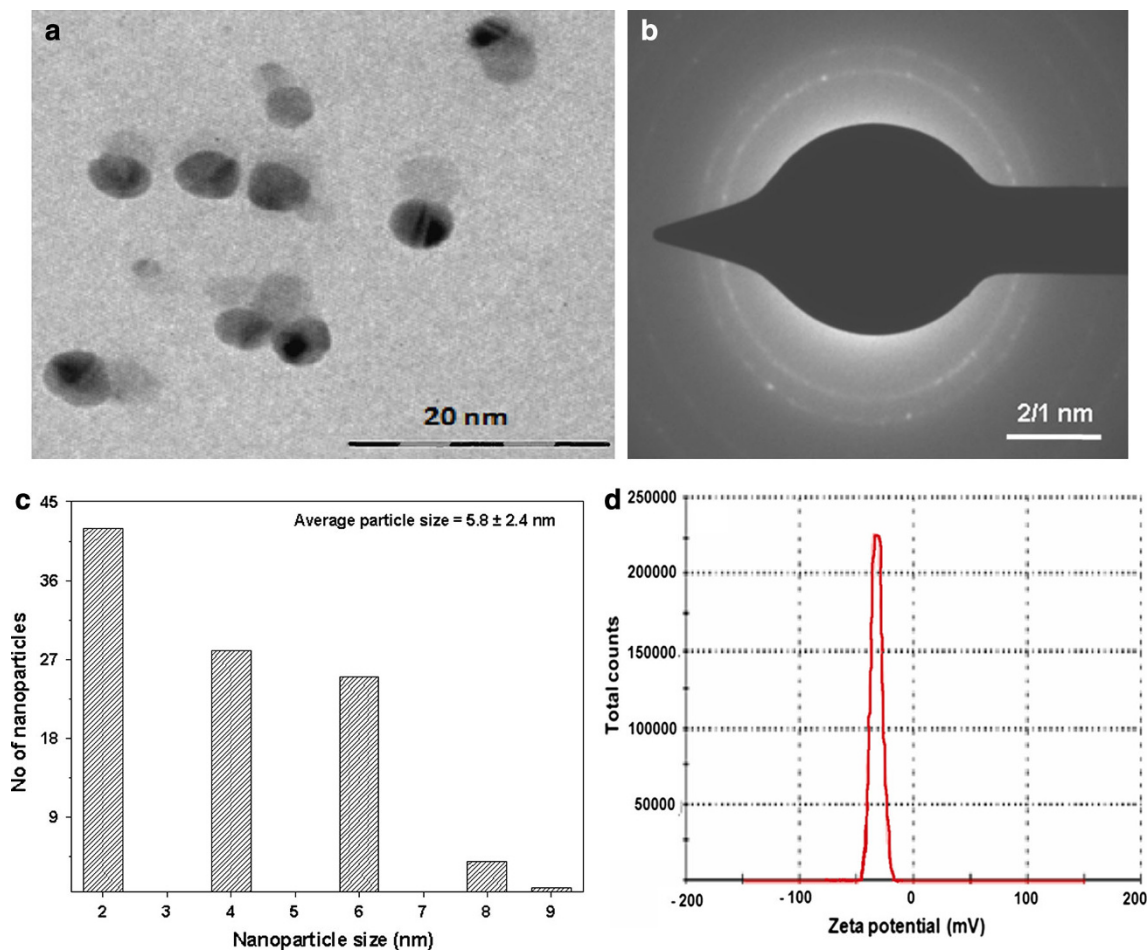 a
20 nm
b
2/1 nm
c
Average particle size = 5.8 ± 2.4 nm
45
36
27
18
9
No of nanoparticles
2 3 4 5 6 7 8 9
Nanoparticle size (nm)
d
250000
200000
150000
100000
50000
Total counts
-200 -100 0 100 200
Zeta potential (mV)